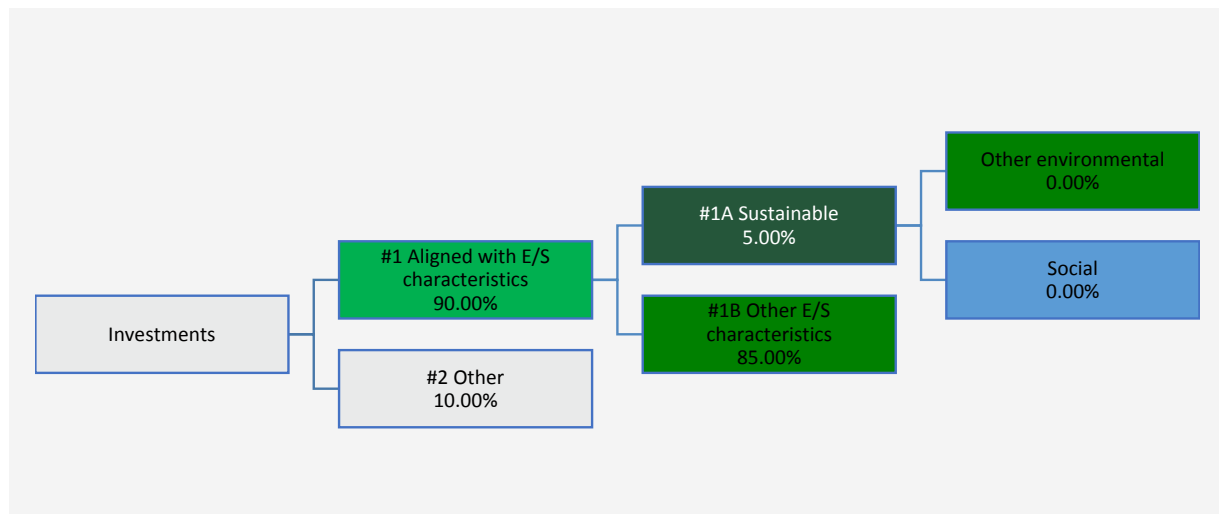 Investments
#1 Aligned with E/S
characteristics
90.00%
#2 Other
10.00%
#1A Sustainable
5.00%
#1B Other E/S
characteristics
85.00%
Other environmental
0.00%
Social
0.00%